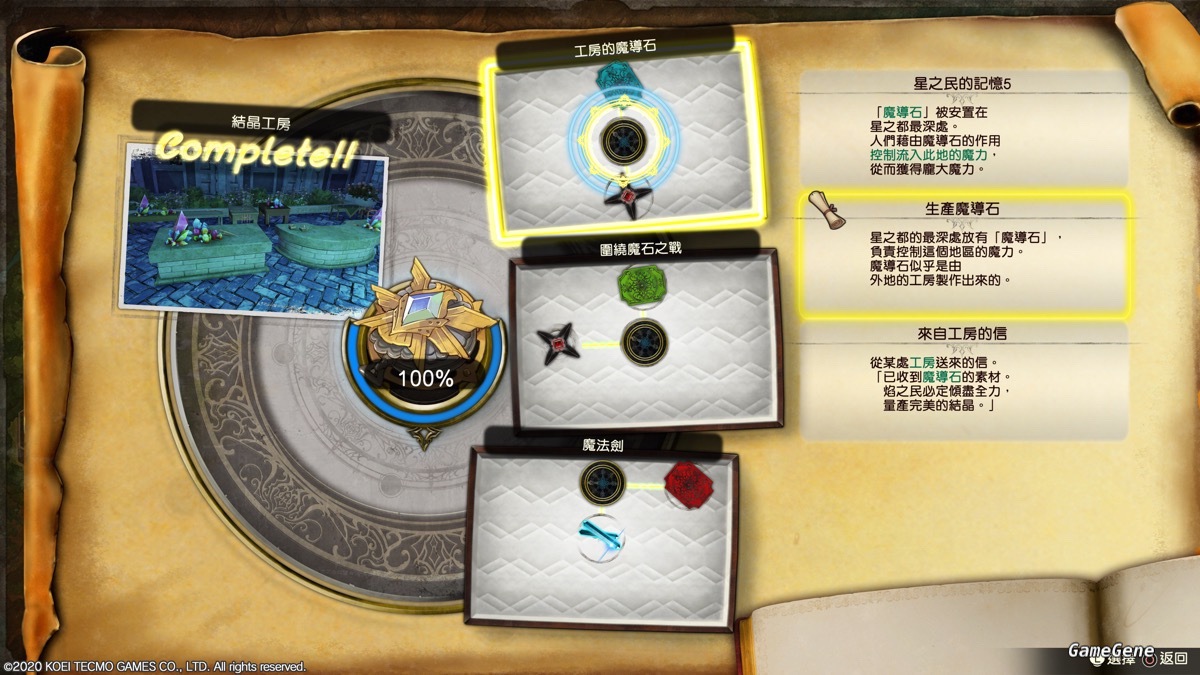 結晶工房
Complete!!
100%
工房的魔導石
圍繞魔石之戰
魔法劍
星之民的記憶5
「魔導石」被安置在
星之都最深處。
人們藉由魔導石的作用
控制流入此地的魔力，
從而獲得龐大魔力。
生產魔導石
星之都的最深處放有「魔導石」，
負責控制這個地區的魔力。
魔導石似乎是由
外地的工房製作出來的。
來自工房的信
從某處工房送來的信。
「已收到魔導石的素材。
焰之民必定傾盡全力，
量產完美的結晶。」
©2020 KOEI TECMO GAMES CO., LTD. All rights reserved.
GameGene
L 選擇 返回